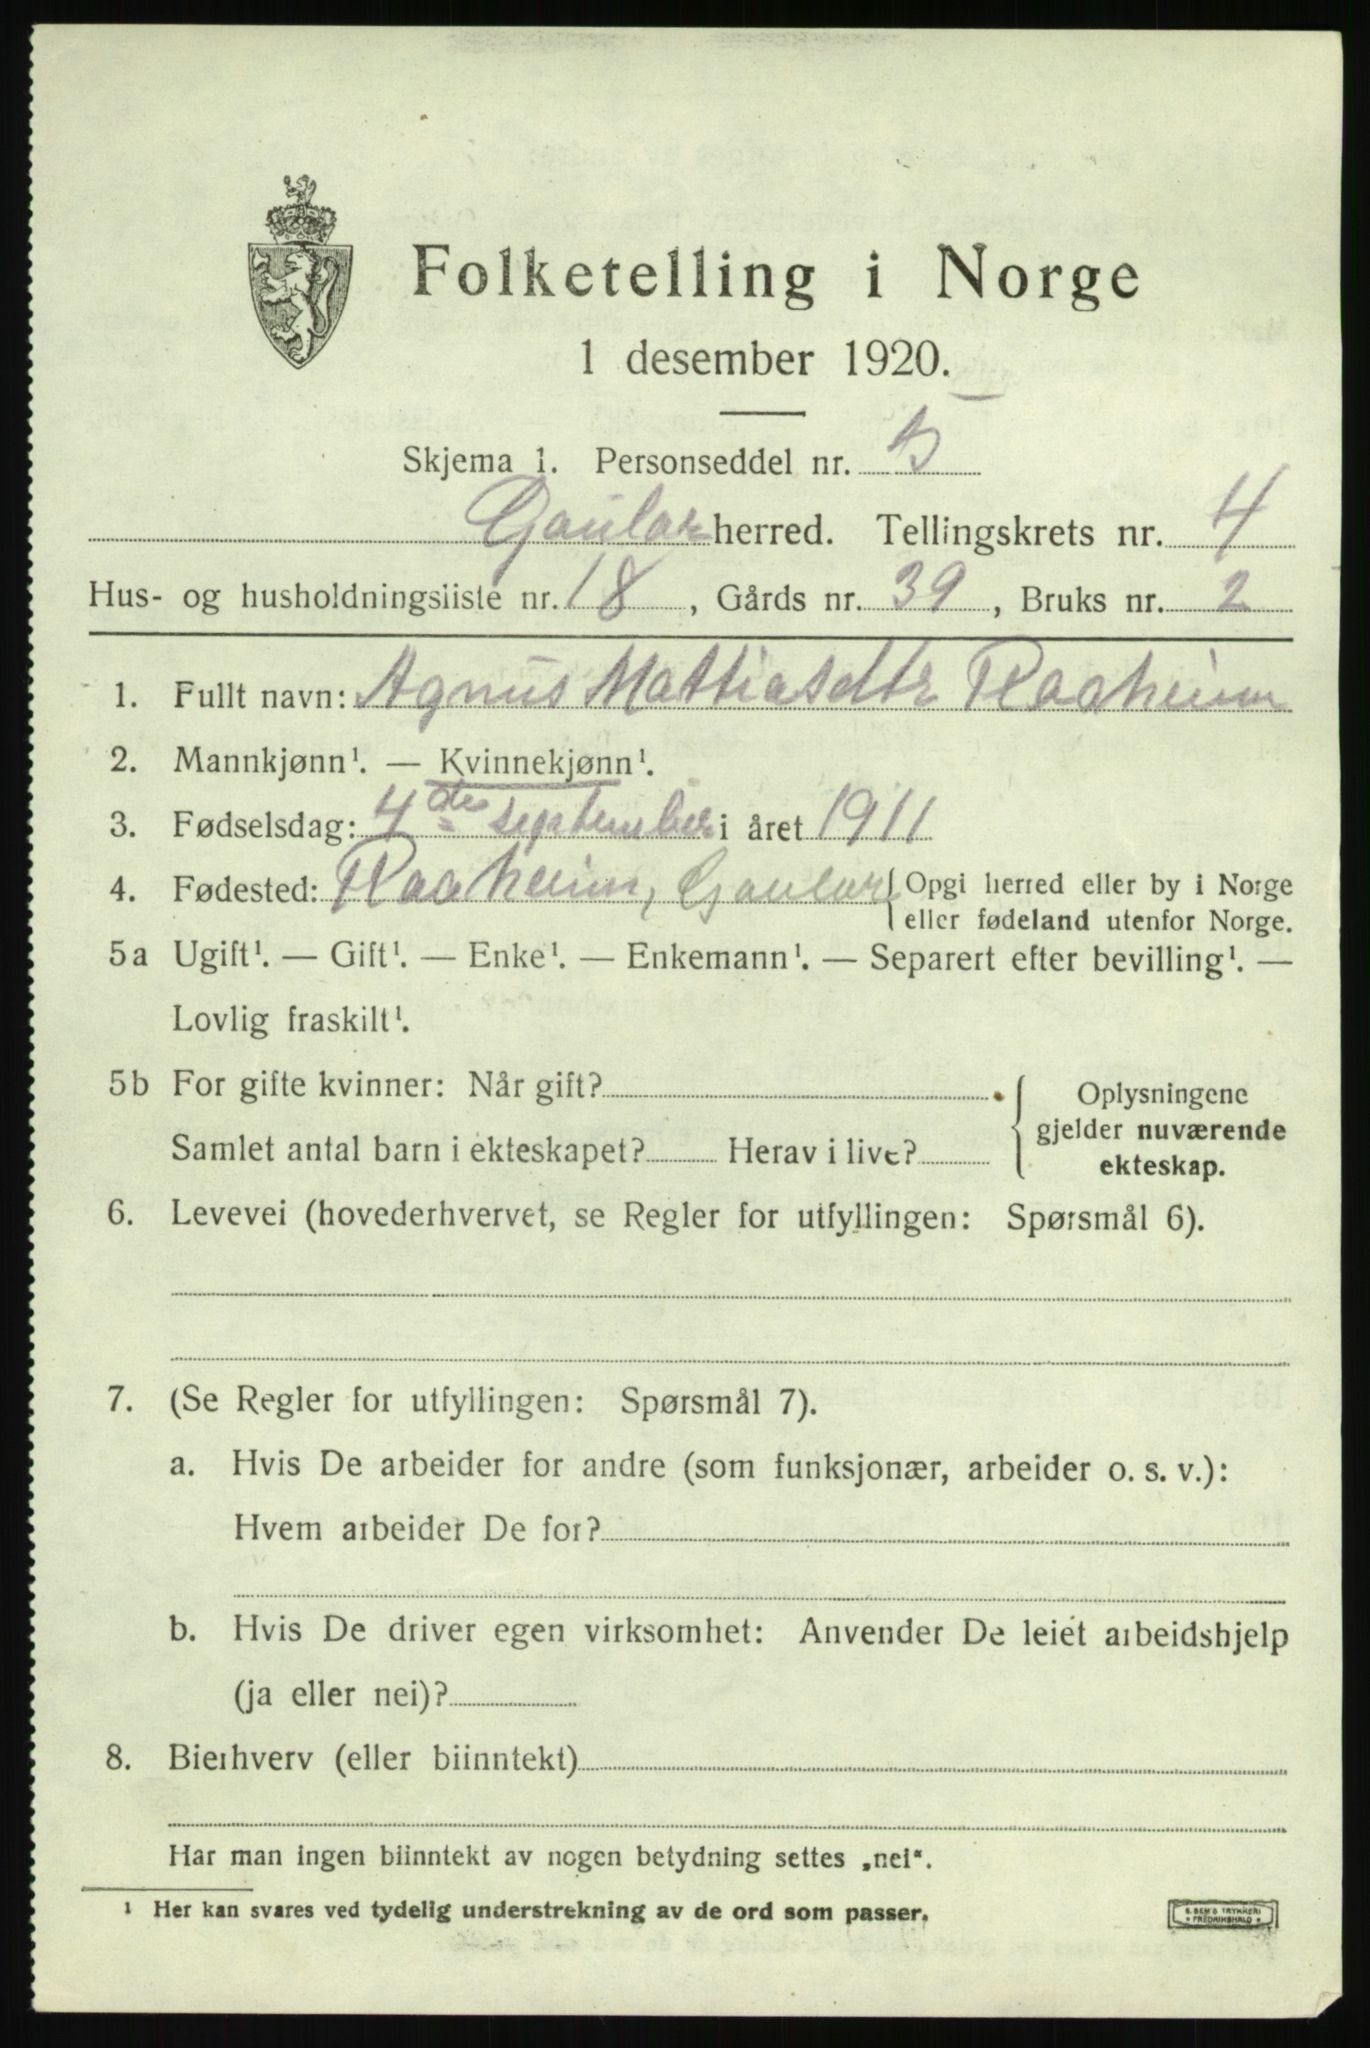 Folketelling i Norge
1 desember 1920.
Skjema 1. Personseddel nr. 5
Gaular herred. Tellingskrets nr. 4
Hus- og husholdningsliste nr. 18, Gårds nr. 39, Bruks nr. 2
1. Fullt navn: Agnus Mattiasdtr Raaheim
2. Mannkjønn¹. — Kvinnekjønn¹.
3. Fødselsdag: 4de september i året 1911
4. Fødested: Raaheim, Gaular { Opgi herred eller by i Norge
eller fødeland utenfor Norge.
5a Ugift¹. — Gift¹. — Enke¹. — Enkemann¹. — Separert efter bevilling¹. —
Lovlig fraskilt¹.
5b For gifte kvinner: Når gift?
Samlet antal barn i ekteskapet? Herav i live?
{ Oplysningene
gjelder nuværende
ekteskap.
6. Levevei (hovederhvervet, se Regler for utfyllingen: Spørsmål 6).
7. (Se Regler for utfyllingen: Spørsmål 7).
a. Hvis De arbeider for andre (som funksjonær, arbeider o. s. v.):
Hvem arbeider De for?
b. Hvis De driver egen virksomhet: Anvender De leiet arbeidshjelp
(ja eller nei)?
8. Bierhverv (eller biinntekt)
Har man ingen biinntekt av nogen betydning settes „nei“.
¹ Her kan svares ved tydelig understrekning av de ord som passer.
TRYKKERI
FREDRIKSHALD